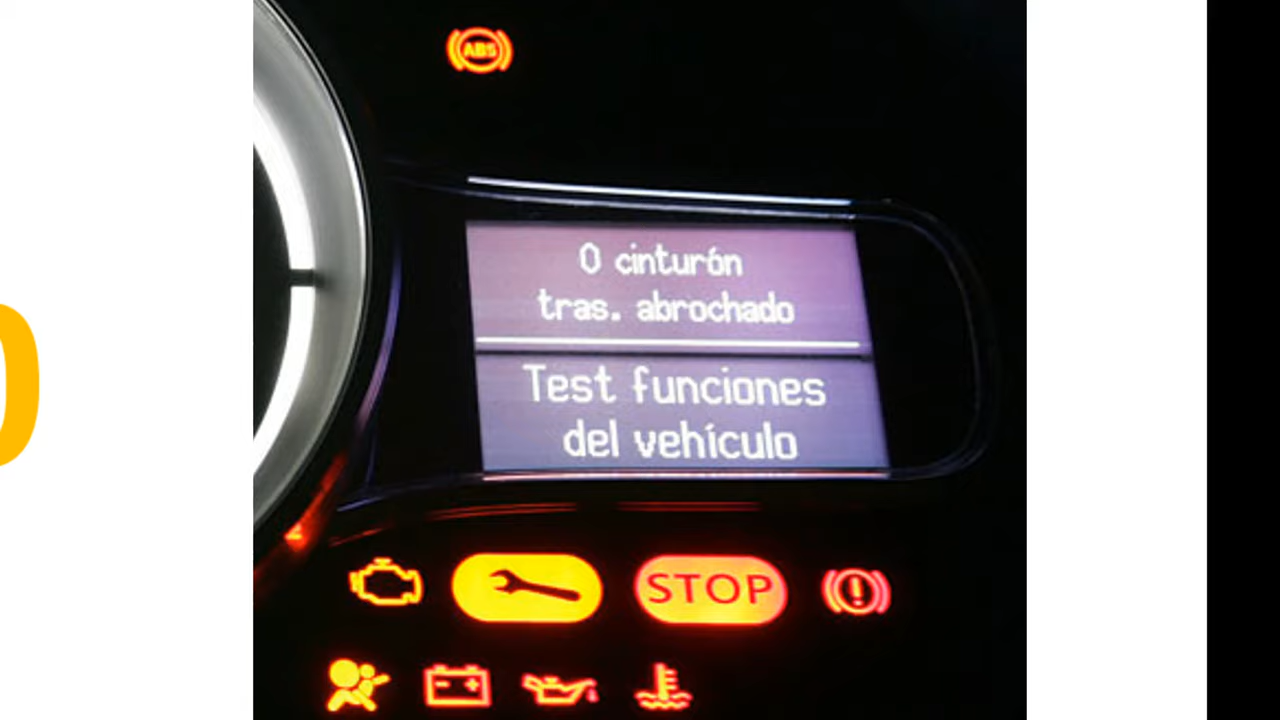 ABS
0 cinturón
tras. abrochado
Test funciones
del vehículo
STOP